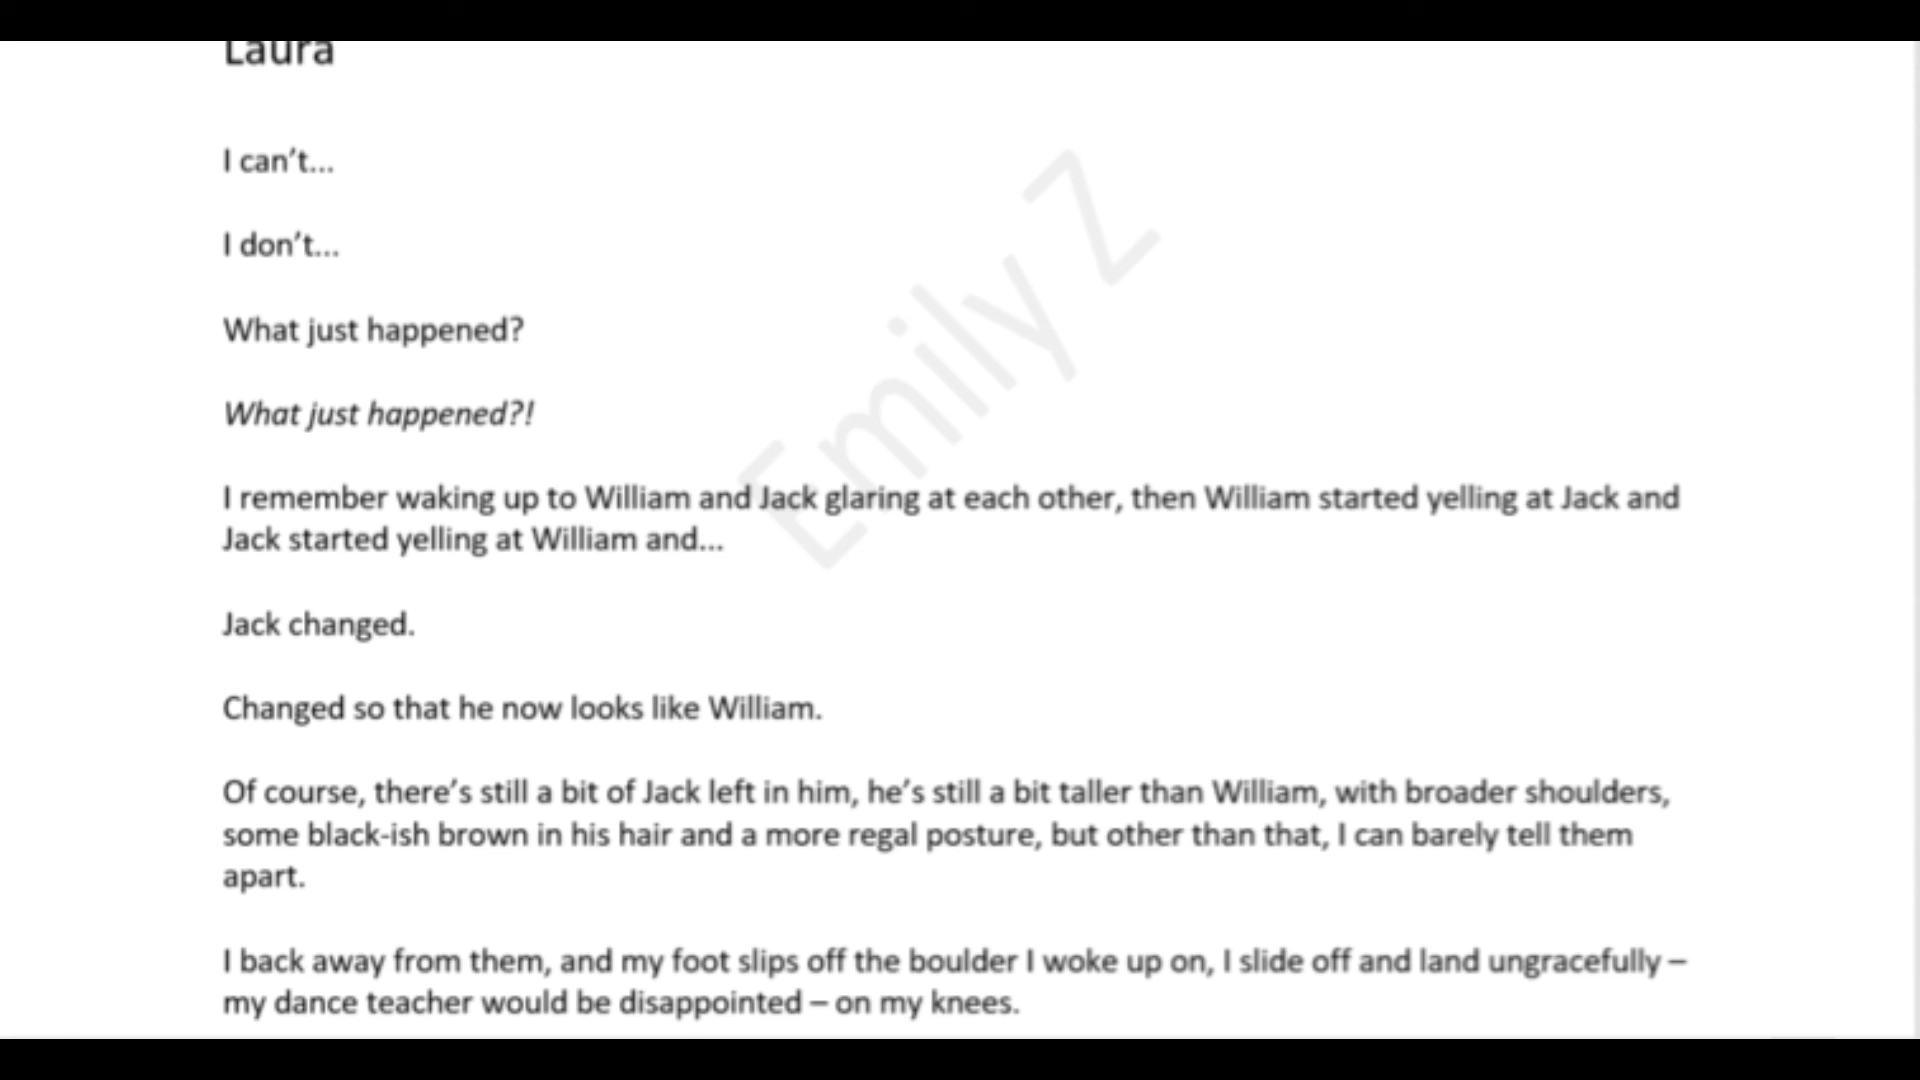 Laura
I can’t...
I don’t...
What just happened?
What just happened?!
I remember waking up to William and Jack glaring at each other, then William started yelling at Jack and
Jack started yelling at William and...
Jack changed.
Changed so that he now looks like William.
Of course, there’s still a bit of Jack left in him, he’s still a bit taller than William, with broader shoulders,
some black-ish brown in his hair and a more regal posture, but other than that, I can barely tell them
apart.
I back away from them, and my foot slips off the boulder I woke up on, I slide off and land ungracefully –
my dance teacher would be disappointed – on my knees.
Emily Z